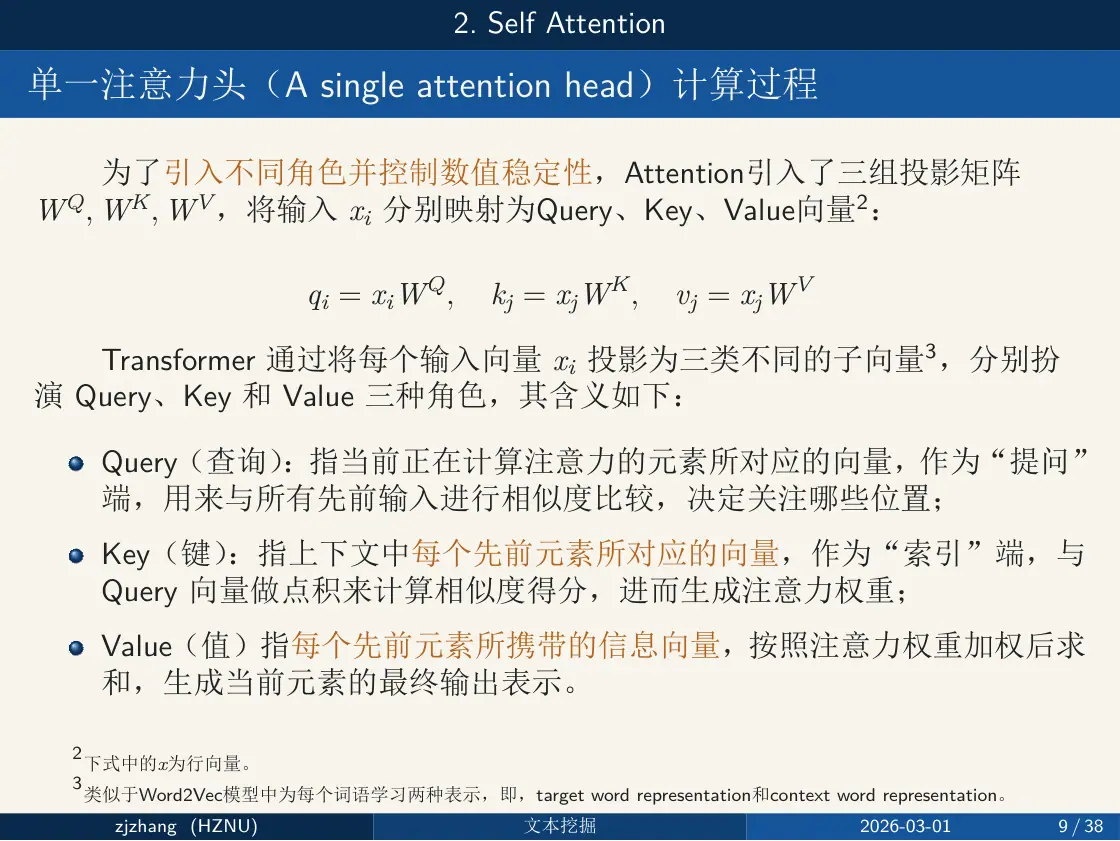 2. Self Attention
单一注意力头（A single attention head）计算过程
为了引入不同角色并控制数值稳定性，Attention引入了三组投影矩阵
W^Q, W^K, W^V，将输入 x_i 分别映射为Query、Key、Value向量²：
q_i = x_i W^Q, k_j = x_j W^K, v_j = x_j W^V
Transformer 通过将每个输入向量 x_i 投影为三类不同的子向量³，分别扮
演 Query、Key 和 Value 三种角色，其含义如下：
Query（查询）：指当前正在计算注意力的元素所对应的向量，作为“提问”
端，用来与所有先前输入进行相似度比较，决定关注哪些位置；
Key（键）：指上下文中每个先前元素所对应的向量，作为“索引”端，与
Query 向量做点积来计算相似度得分，进而生成注意力权重；
Value（值）指每个先前元素所携带的信息向量，按照注意力权重加权后求
和，生成当前元素的最终输出表示。
²下式中的x为行向量。
³类似于Word2Vec模型中为每个词语学习两种表示，即，target word representation和context word representation。
zjzhang (HZNU) 文本挖掘 2026-03-01 9 / 38